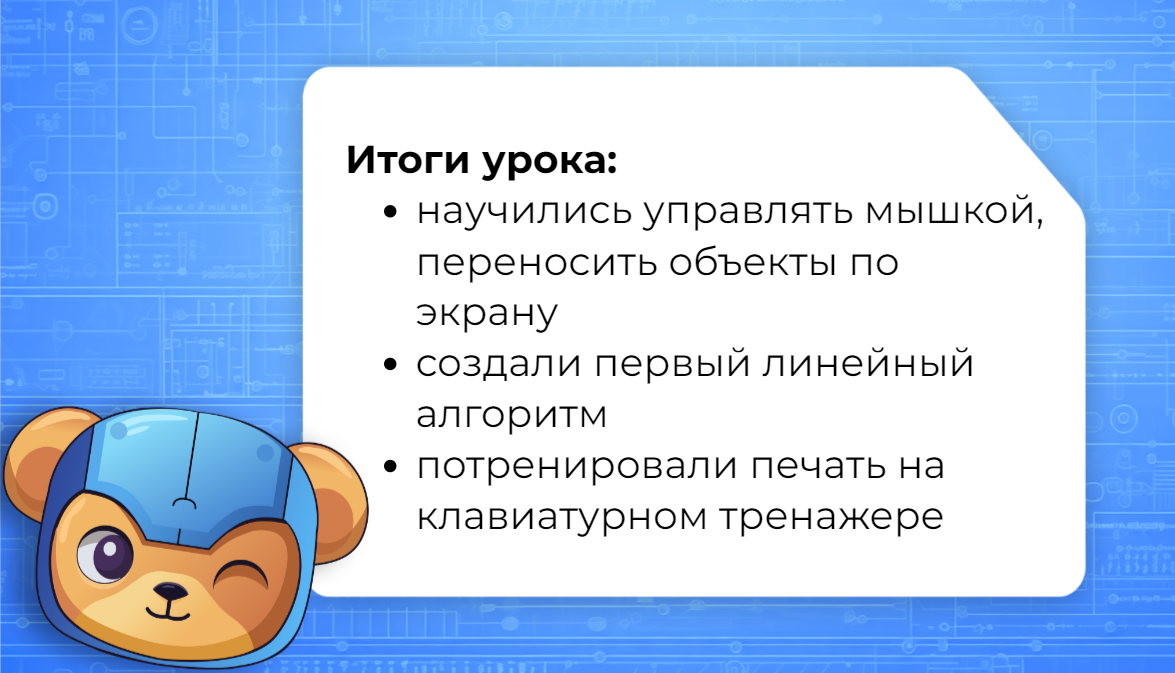 Итоги урока:
• научились управлять мышкой,
переносить объекты по
экрану
• создали первый линейный
алгоритм
• потренировали печать на
клавиатурном тренажере